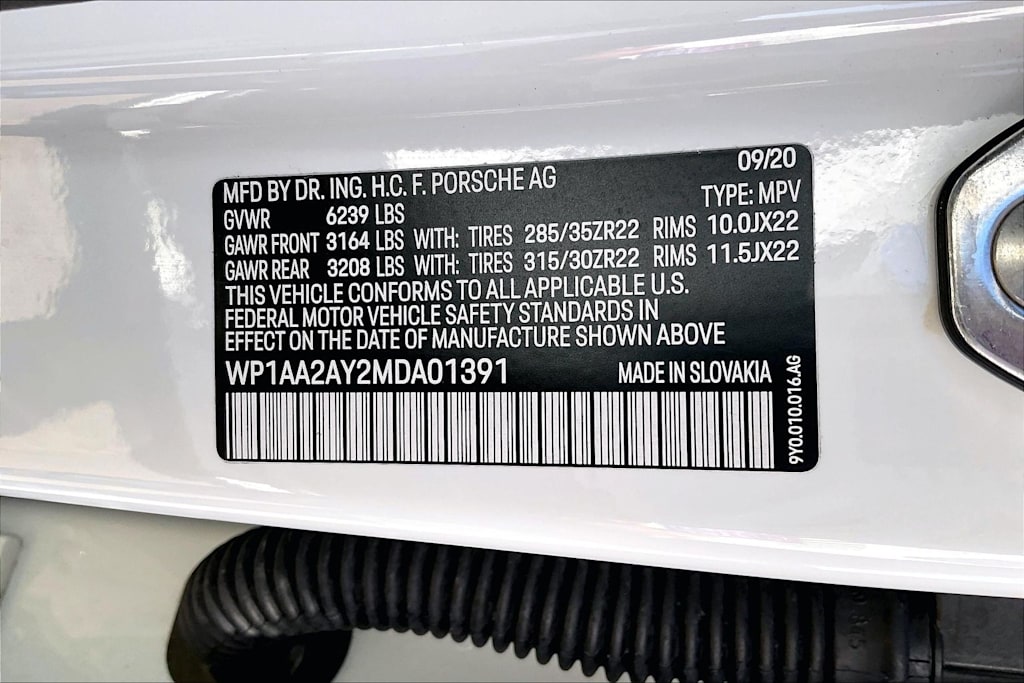 09/20
MFD BY DR. ING. H.C. F. PORSCHE AG
TYPE: MPV
GVWR 6239 LBS
GAWR FRONT 3164 LBS WITH: TIRES 285/35ZR22 RIMS 10.0JX22
GAWR REAR 3208 LBS WITH: TIRES 315/30ZR22 RIMS 11.5JX22
THIS VEHICLE CONFORMS TO ALL APPLICABLE U.S.
FEDERAL MOTOR VEHICLE SAFETY STANDARDS IN
EFFECT ON THE DATE OF MANUFACTURE SHOWN ABOVE
WP1AA2AY2MDA01391 MADE IN SLOVAKIA
9Y0.010.016.AG